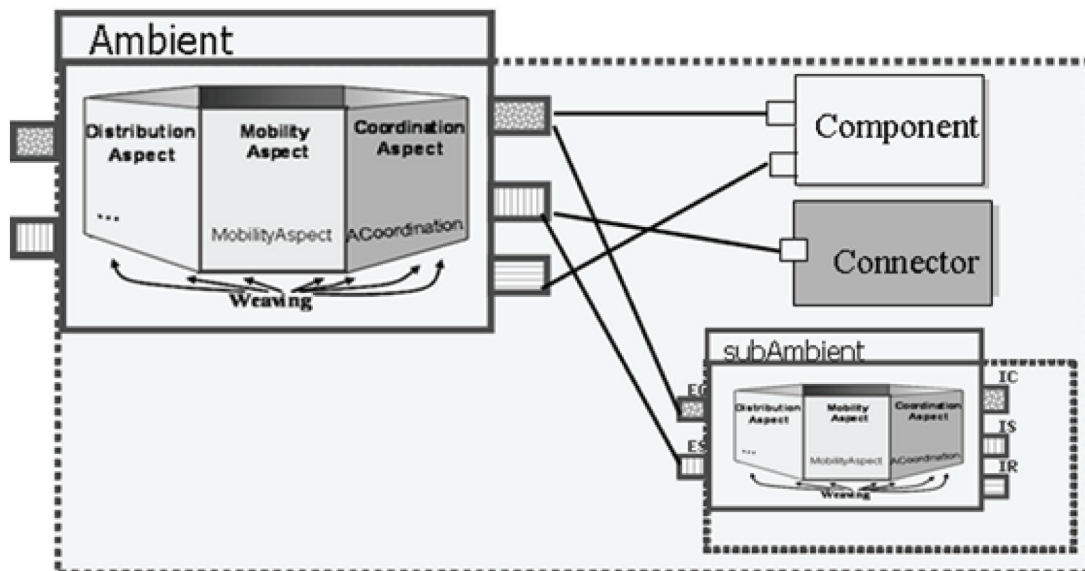 Ambient
Distribution
Aspect
Mobility
Aspect
Coordination
Aspect
...
MobilityAspect
ACoordination
Weaving
Component
Connector
subAmbient
ES
IC
IS
IR
Distribution
Aspect
Mobility
Aspect
Coordination
Aspect
...
MobilityAspect
ACoordination
Weaving